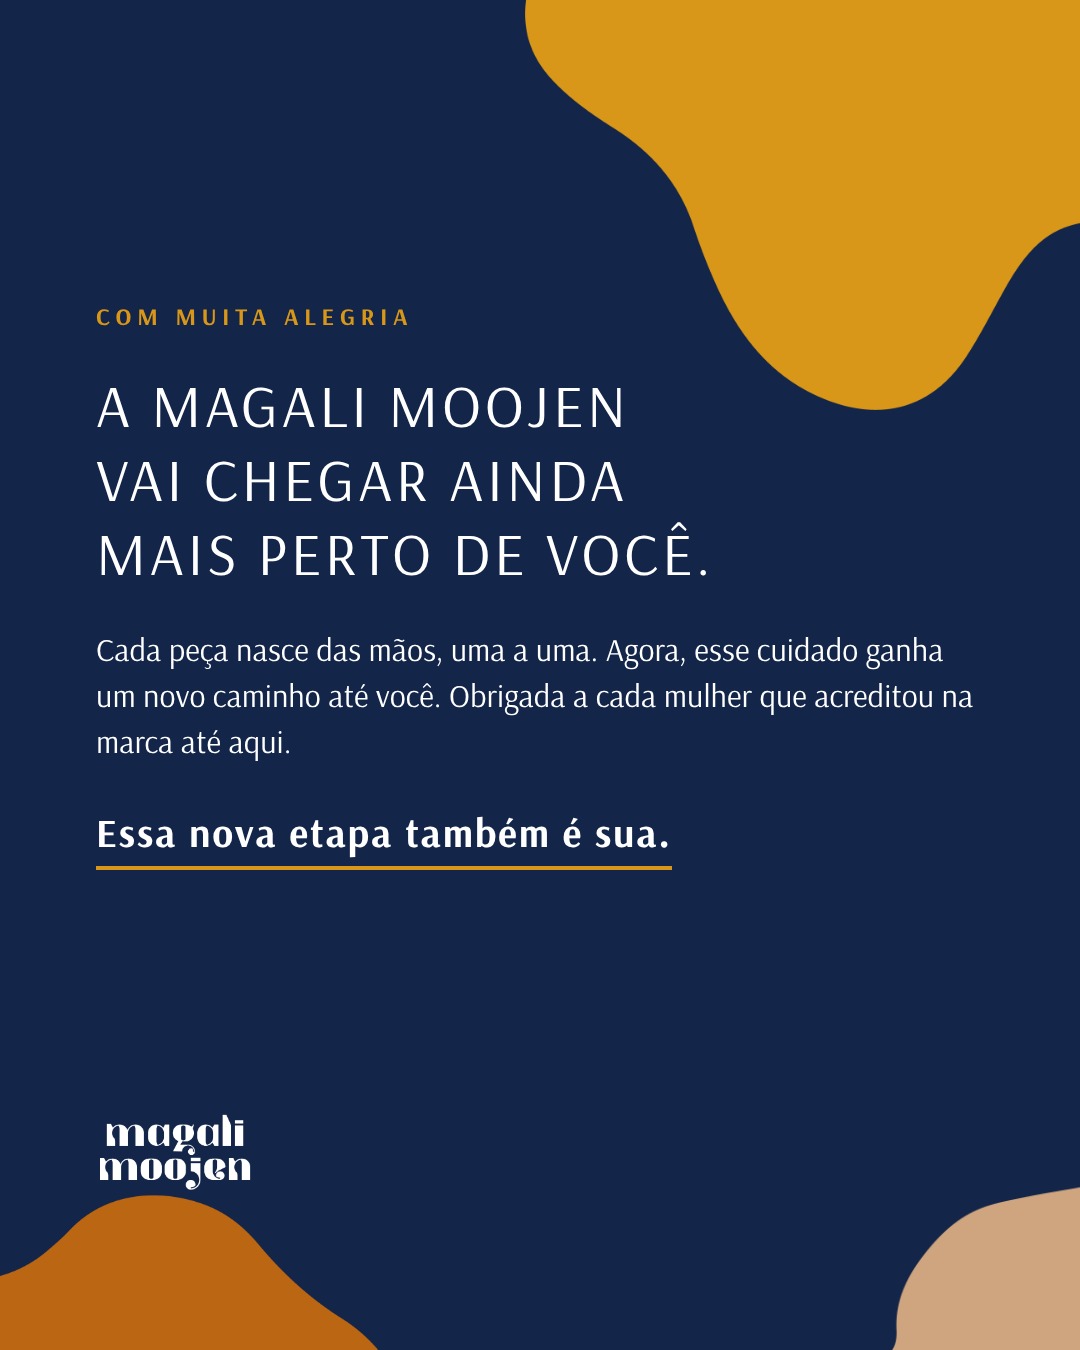 COM MUITA ALEGRIA
A MAGALI MOOJEN
VAI CHEGAR AINDA
MAIS PERTO DE VOCÊ.
Cada peça nasce das mãos, uma a uma. Agora, esse cuidado ganha
um novo caminho até você. Obrigada a cada mulher que acreditou na
marca até aqui.
Essa nova etapa também é sua.
magali
moojen